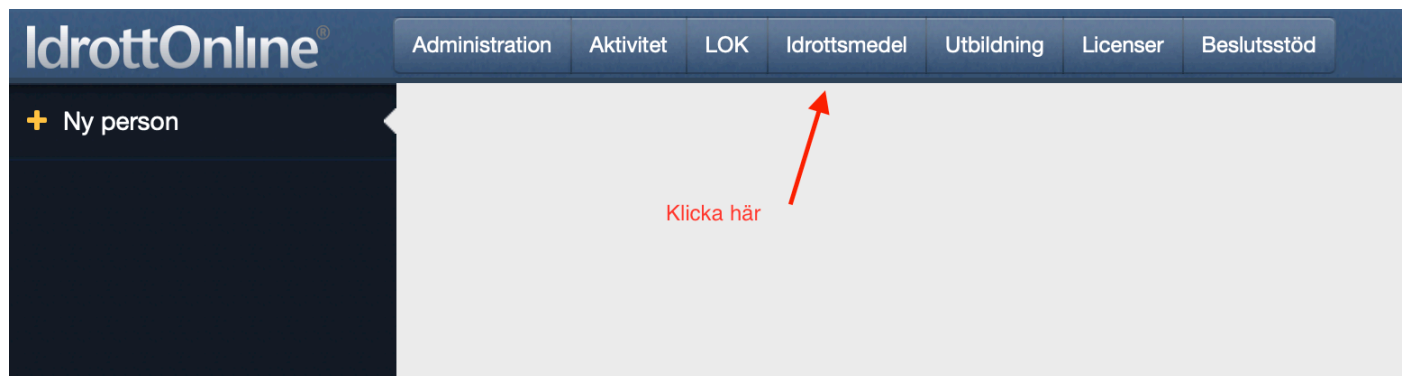 IdrottOnline®
Administration Aktivitet LOK Idrottsmedel Utbildning Licenser Beslutsstöd
+ Ny person
Klicka här